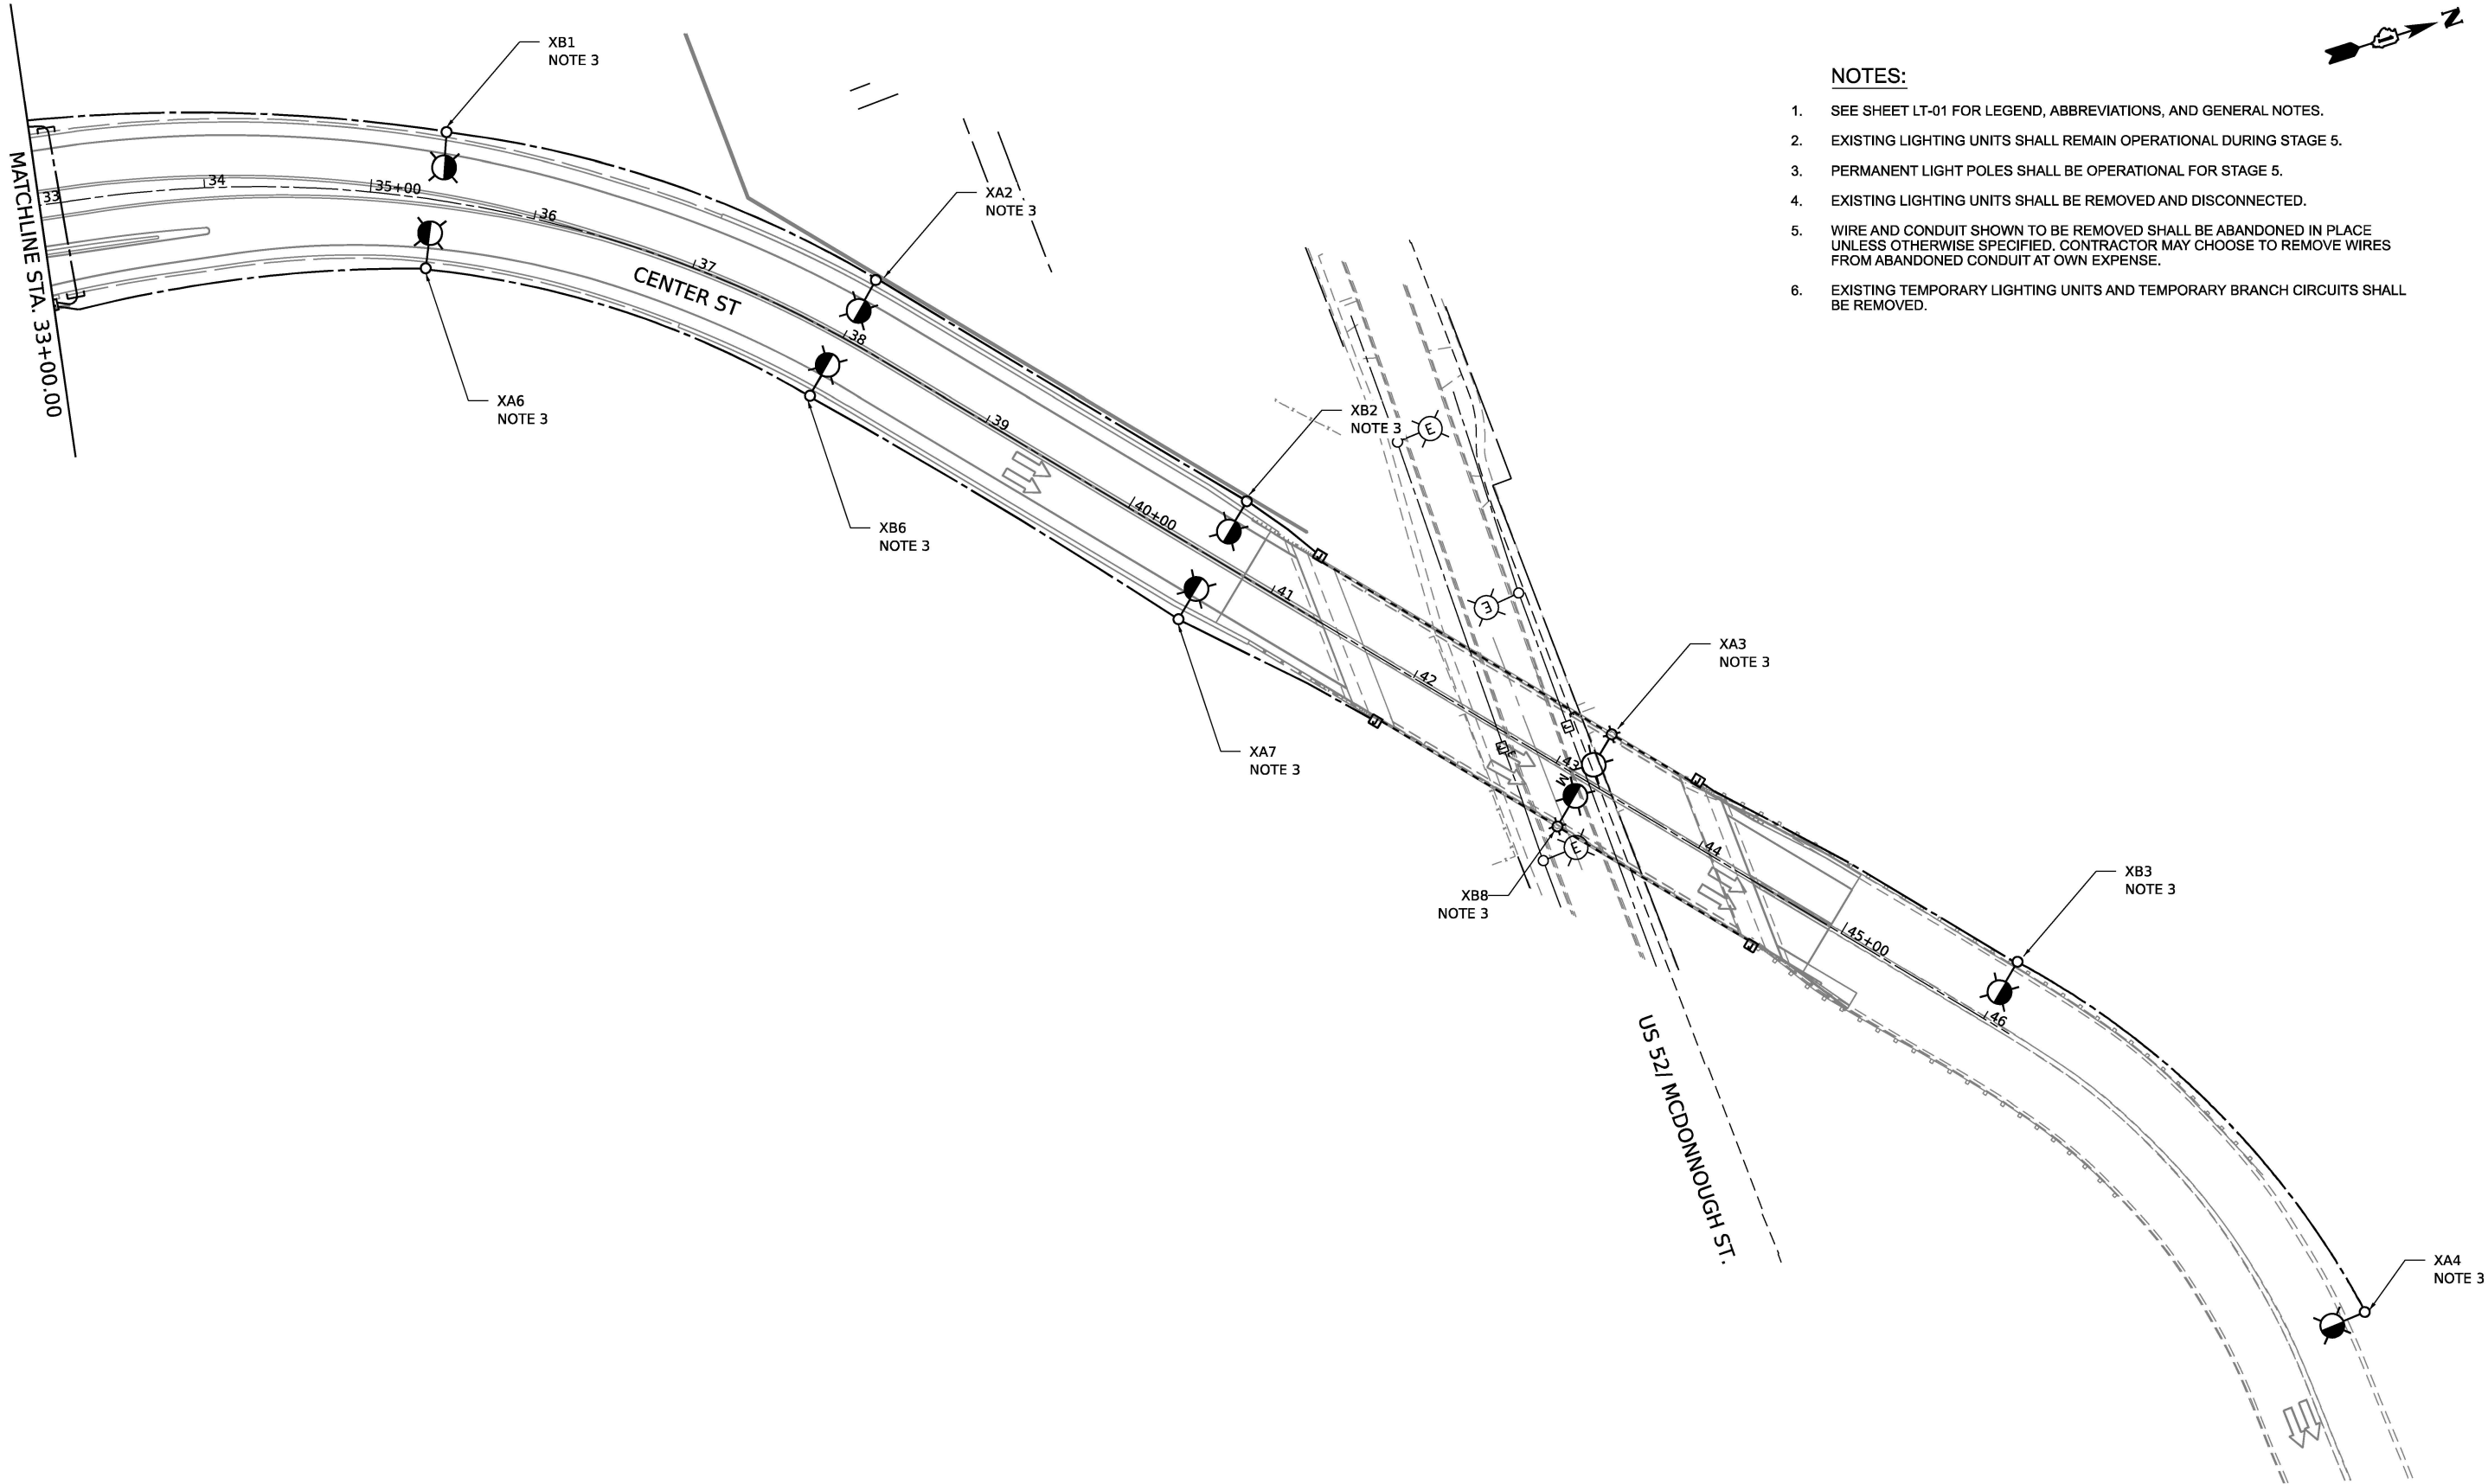 N
NOTES:
1. SEE SHEET LT-01 FOR LEGEND, ABBREVIATIONS, AND GENERAL NOTES.
2. EXISTING LIGHTING UNITS SHALL REMAIN OPERATIONAL DURING STAGE 5.
3. PERMANENT LIGHT POLES SHALL BE OPERATIONAL FOR STAGE 5.
4. EXISTING LIGHTING UNITS SHALL BE REMOVED AND DISCONNECTED.
5. WIRE AND CONDUIT SHOWN TO BE REMOVED SHALL BE ABANDONED IN PLACE
UNLESS OTHERWISE SPECIFIED. CONTRACTOR MAY CHOOSE TO REMOVE WIRES
FROM ABANDONED CONDUIT AT OWN EXPENSE.
6. EXISTING TEMPORARY LIGHTING UNITS AND TEMPORARY BRANCH CIRCUITS SHALL
BE REMOVED.
XB1
NOTE 3
XA2
NOTE 3
MATCHLINE STA. 33+00.00
33
34
35+00
36
37
CENTER ST
38
39
40+00
41
42
43
44
45+00
46
XA6
NOTE 3
XB6
NOTE 3
XB2
NOTE 3
E
E
XA7
NOTE 3
XA3
NOTE 3
M
E
XB8
NOTE 3
XB3
NOTE 3
US 52/ MCDONNOUGH ST.
XA4
NOTE 3